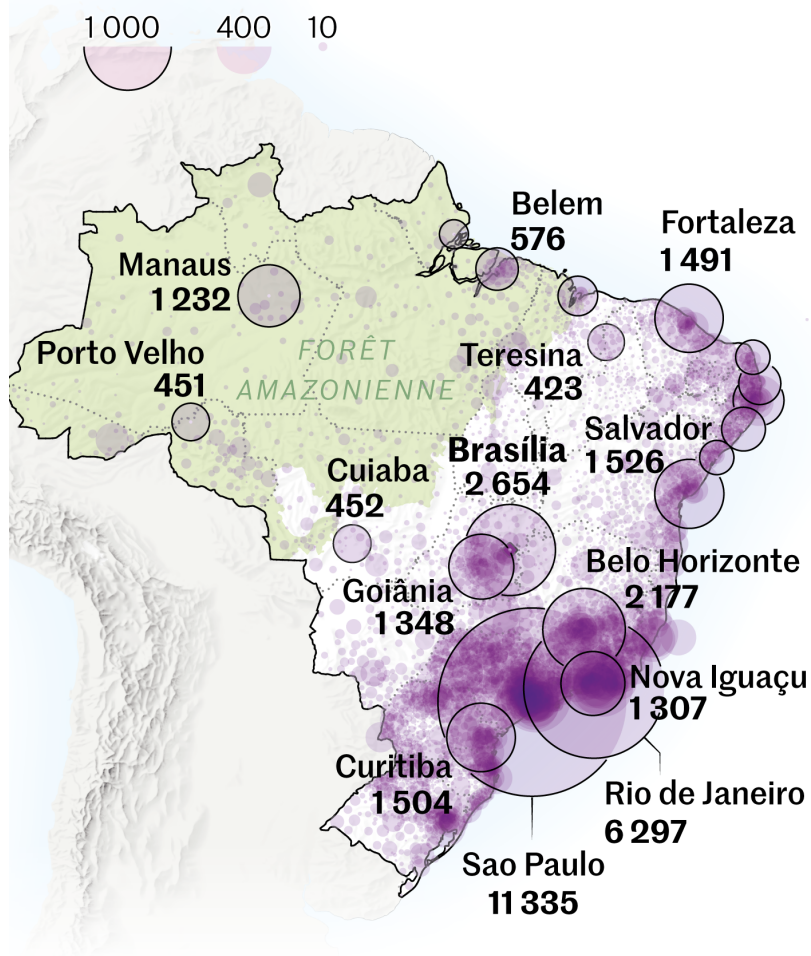 1 000 400 10
Belem
576
Fortaleza
1 491
Manaus
1 232
Porto Velho
451
FORÊT
AMAZONIENNE
Teresina
423
Salvador
1 526
Brasília
2 654
Cuiaba
452
Belo Horizonte
2 177
Goiânia
1 348
Nova Iguaçu
1 307
Curitiba
1 504
Rio de Janeiro
6 297
Sao Paulo
11 335